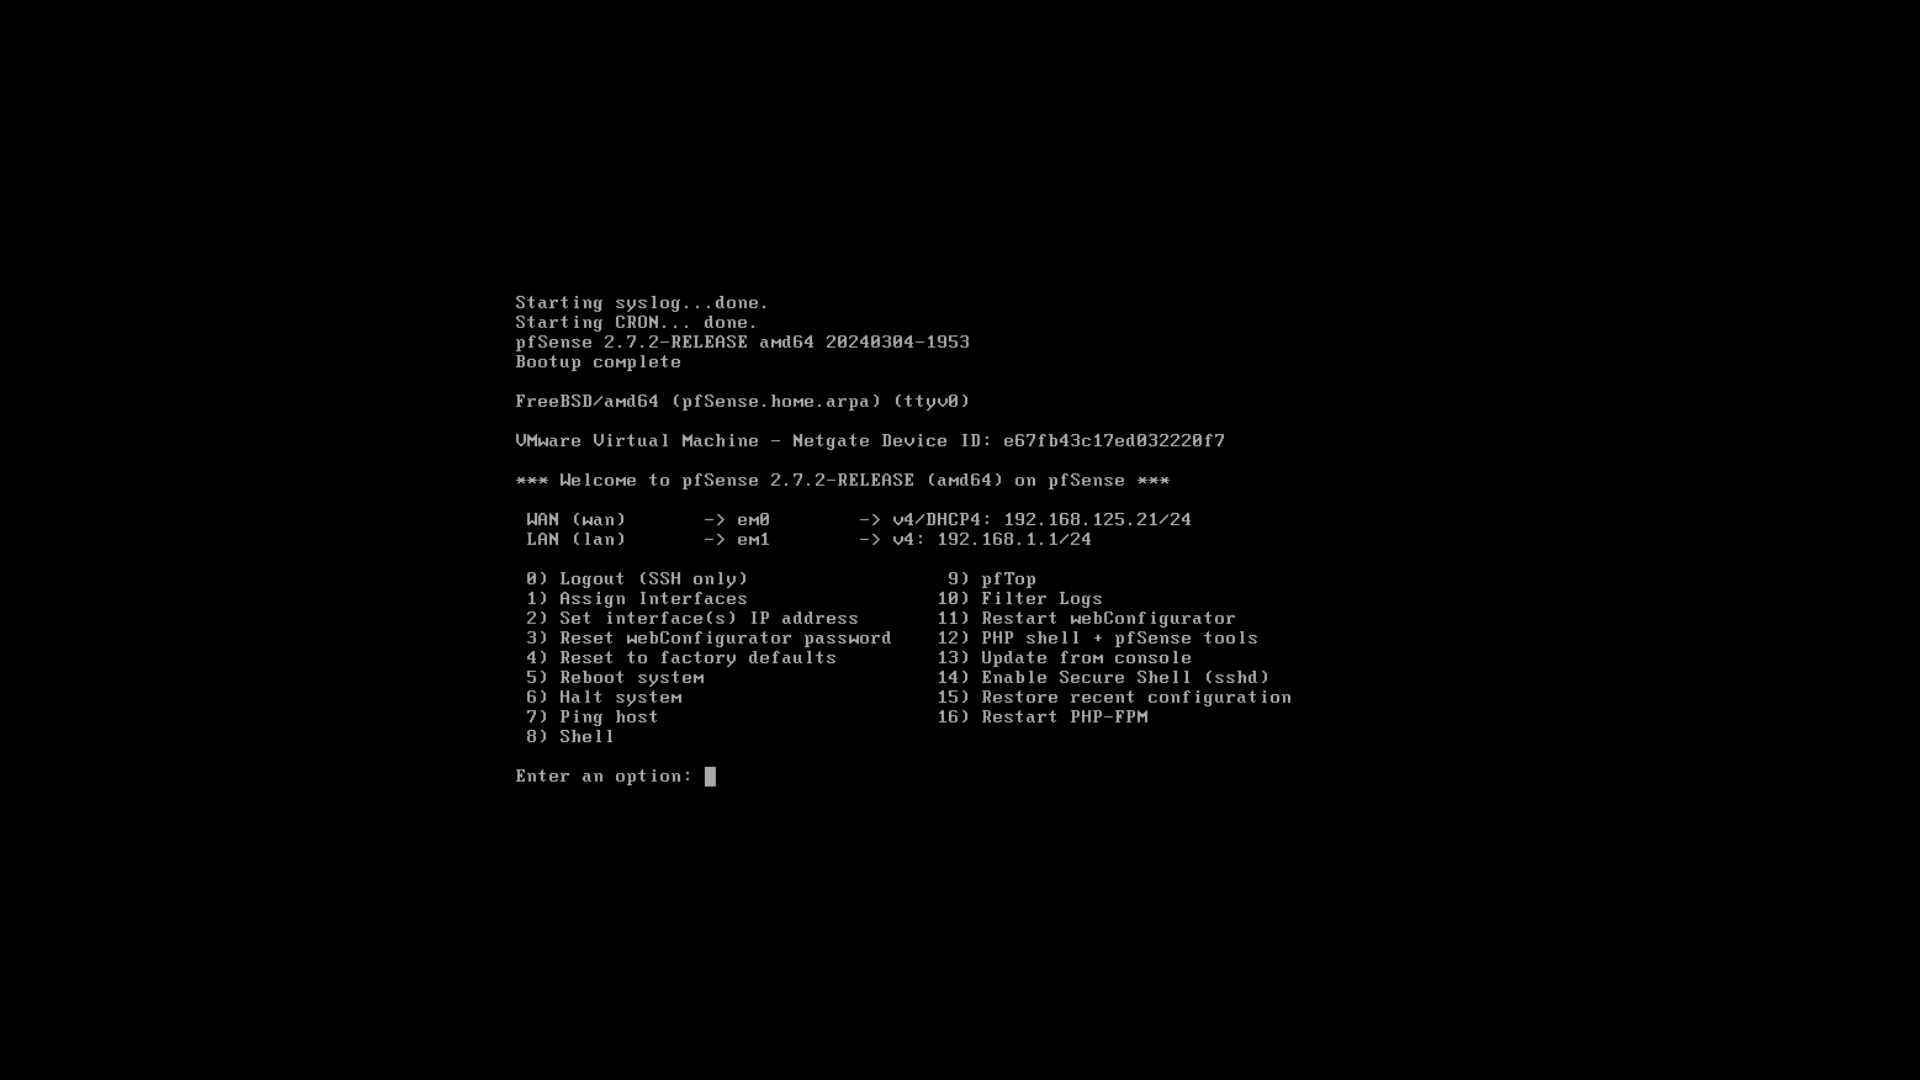 Starting syslog...done.
Starting CRON... done.
pfSense 2.7.2-RELEASE amd64 20240304-1953
Bootup complete

FreeBSD/amd64 (pfSense.home.arpa) (ttyv0)

VMware Virtual Machine - Netgate Device ID: e67fb43c17ed032220f7

*** Welcome to pfSense 2.7.2-RELEASE (amd64) on pfSense ***

 WAN (wan)       -> em0        -> v4/DHCP4: 192.168.125.21/24
 LAN (lan)       -> em1        -> v4: 192.168.1.1/24

 0) Logout (SSH only)                  9) pfTop
 1) Assign Interfaces                 10) Filter Logs
 2) Set interface(s) IP address       11) Restart webConfigurator
 3) Reset webConfigurator password    12) PHP shell + pfSense tools
 4) Reset to factory defaults         13) Update from console
 5) Reboot system                     14) Enable Secure Shell (sshd)
 6) Halt system                       15) Restore recent configuration
 7) Ping host                         16) Restart PHP-FPM
 8) Shell

Enter an option: